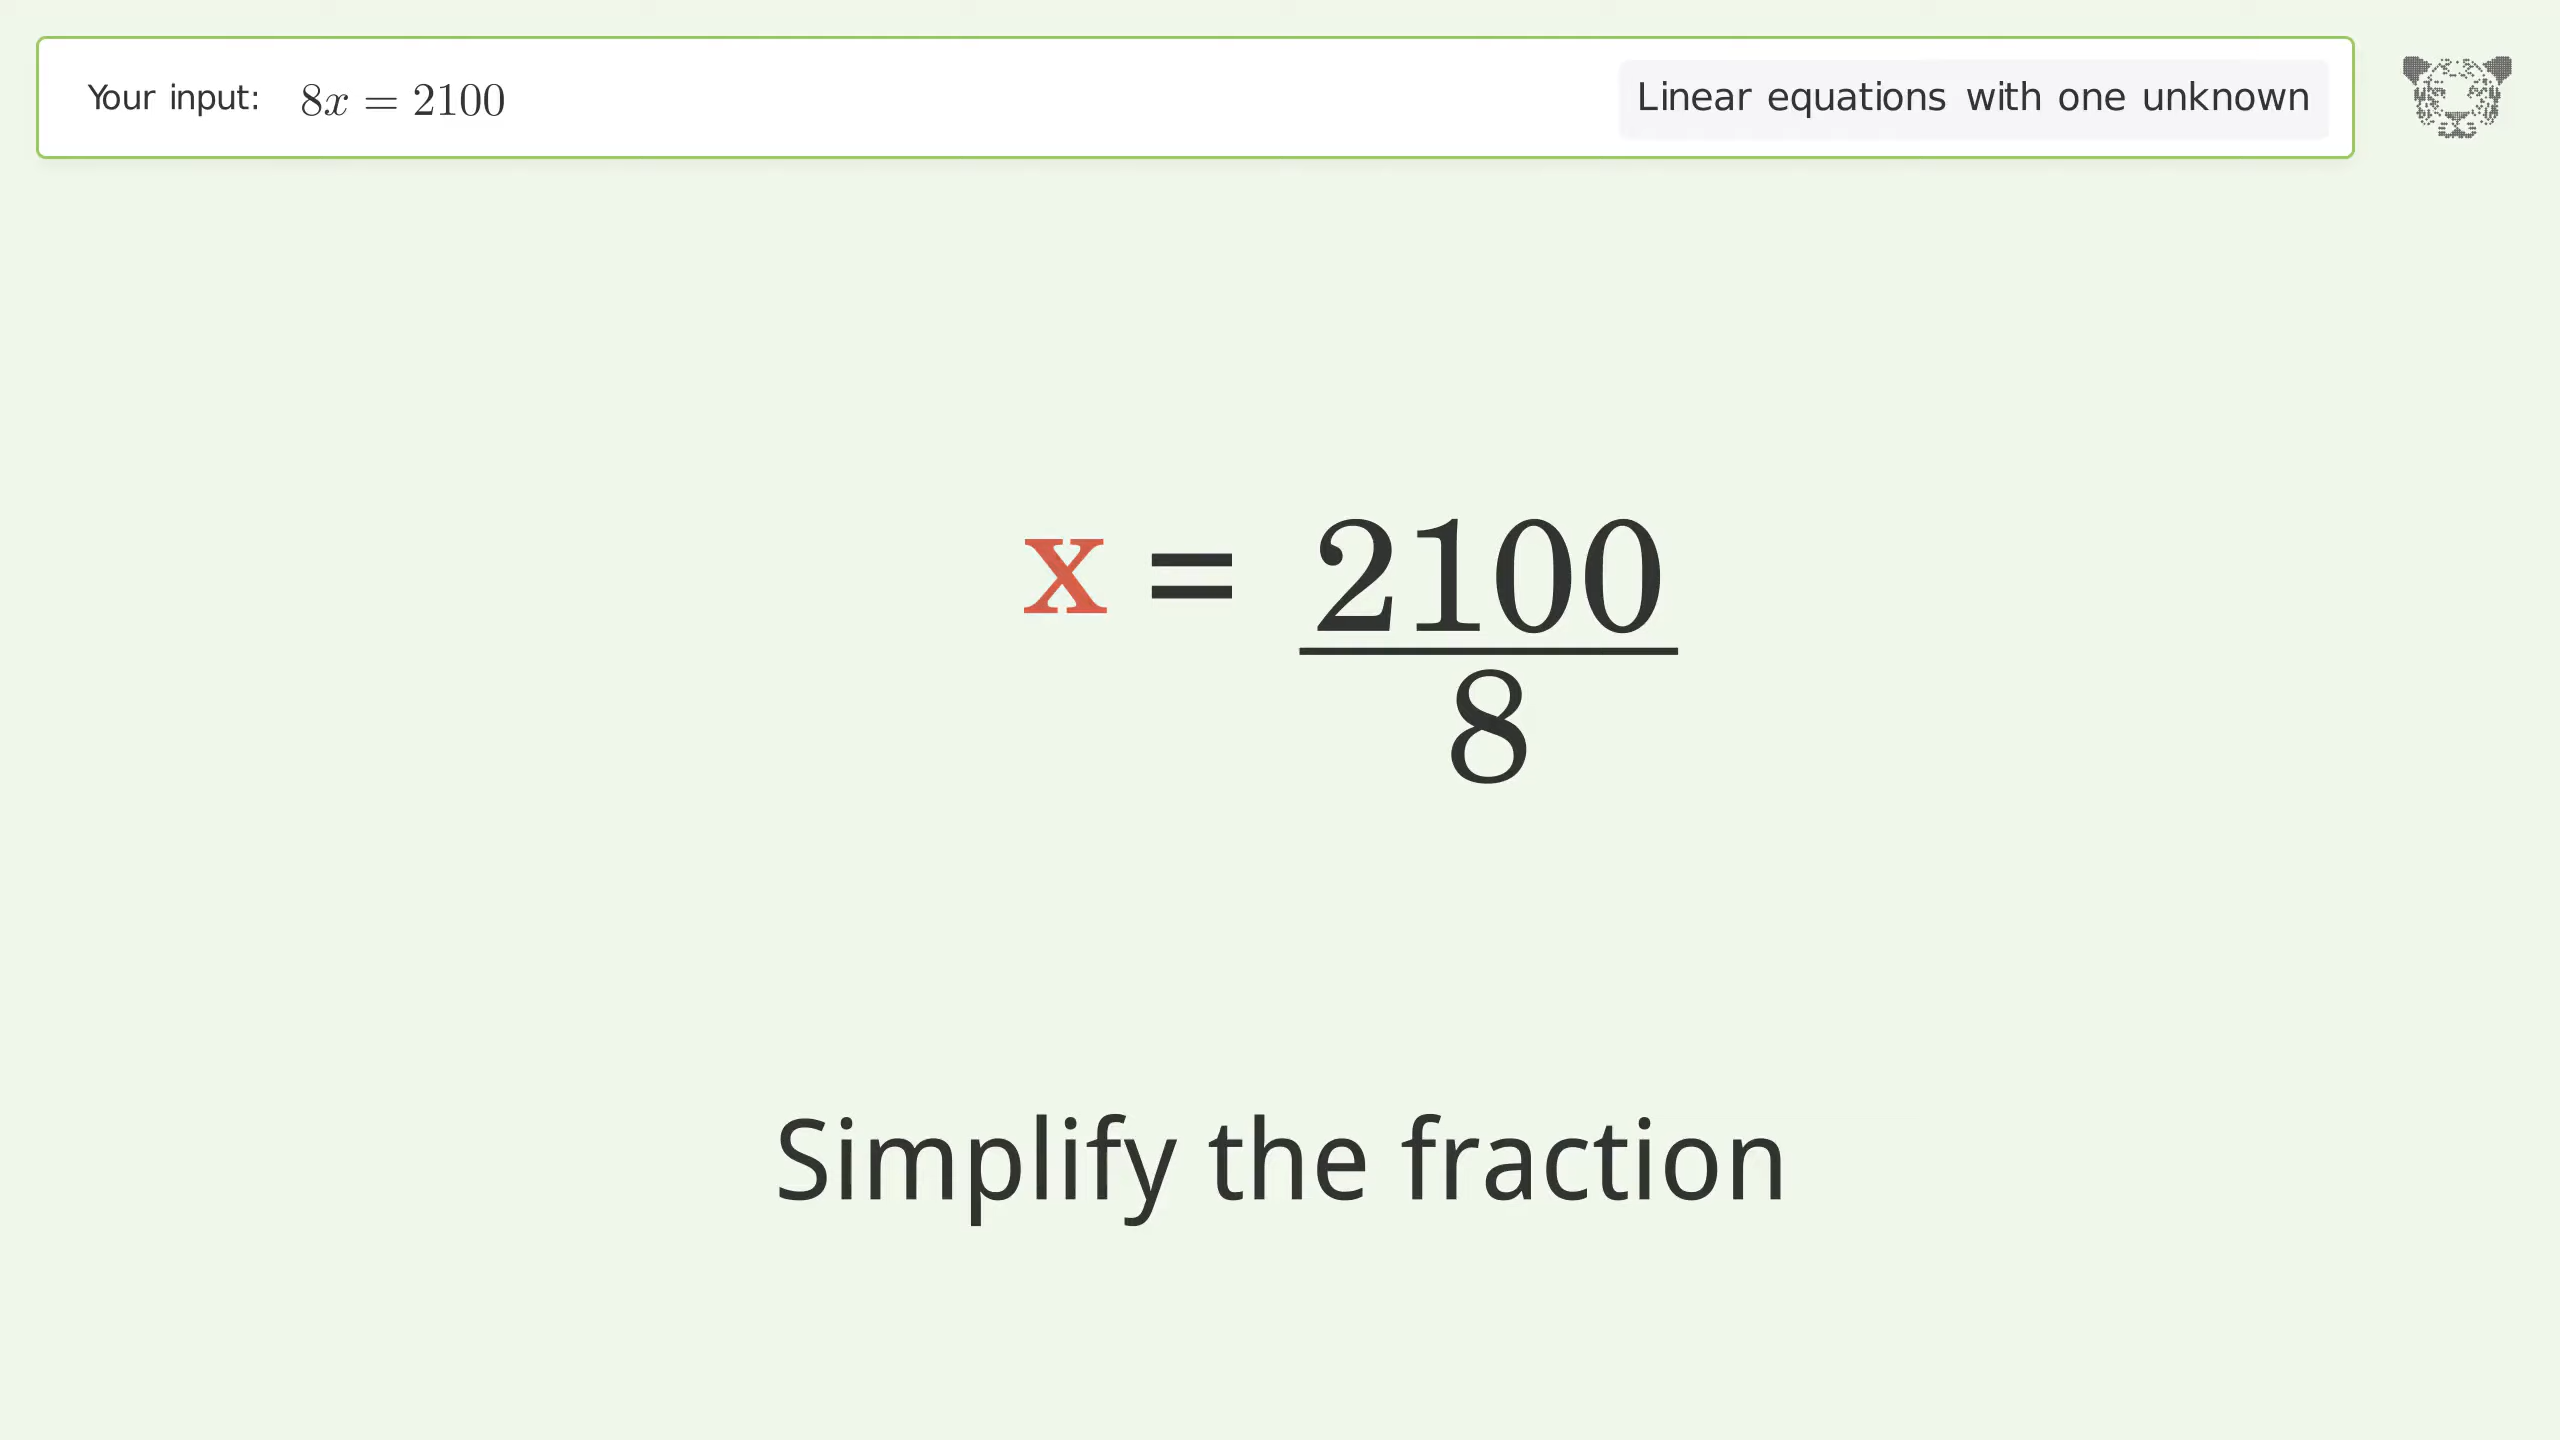 Your input: 8x = 2100
Linear equations with one unknown
x = 2100/8
Simplify the fraction